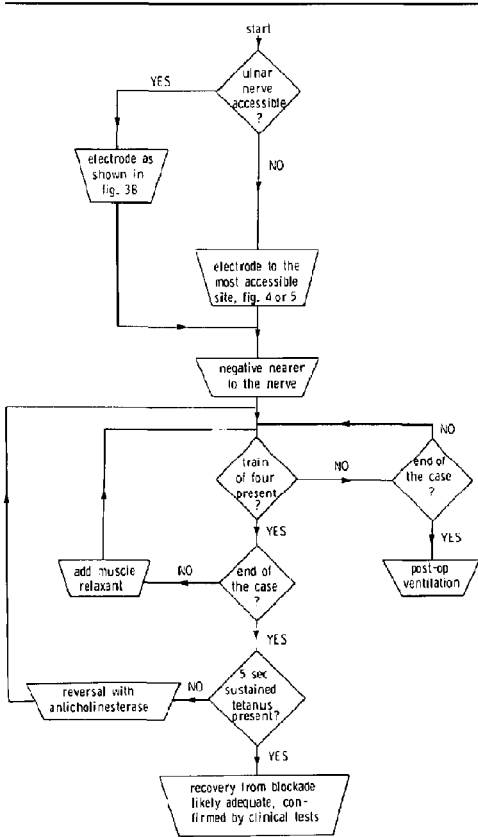 start
ulnar
nerve
accessible
?
YES
NO
electrode as
shown in
fig. 3B
electrode to the
most accessible
site, fig. 4 or 5
negative nearer
to the nerve
train
of four
present
?
NO
end of
the case
?
NO
YES
post-op
ventilation
YES
end of
the case
?
NO
add muscle
relaxant
YES
5 sec
sustained
tetanus
present?
NO
reversal with
anticholinesterase
YES
recovery from blockade
likely adequate, con-
firmed by clinical tests